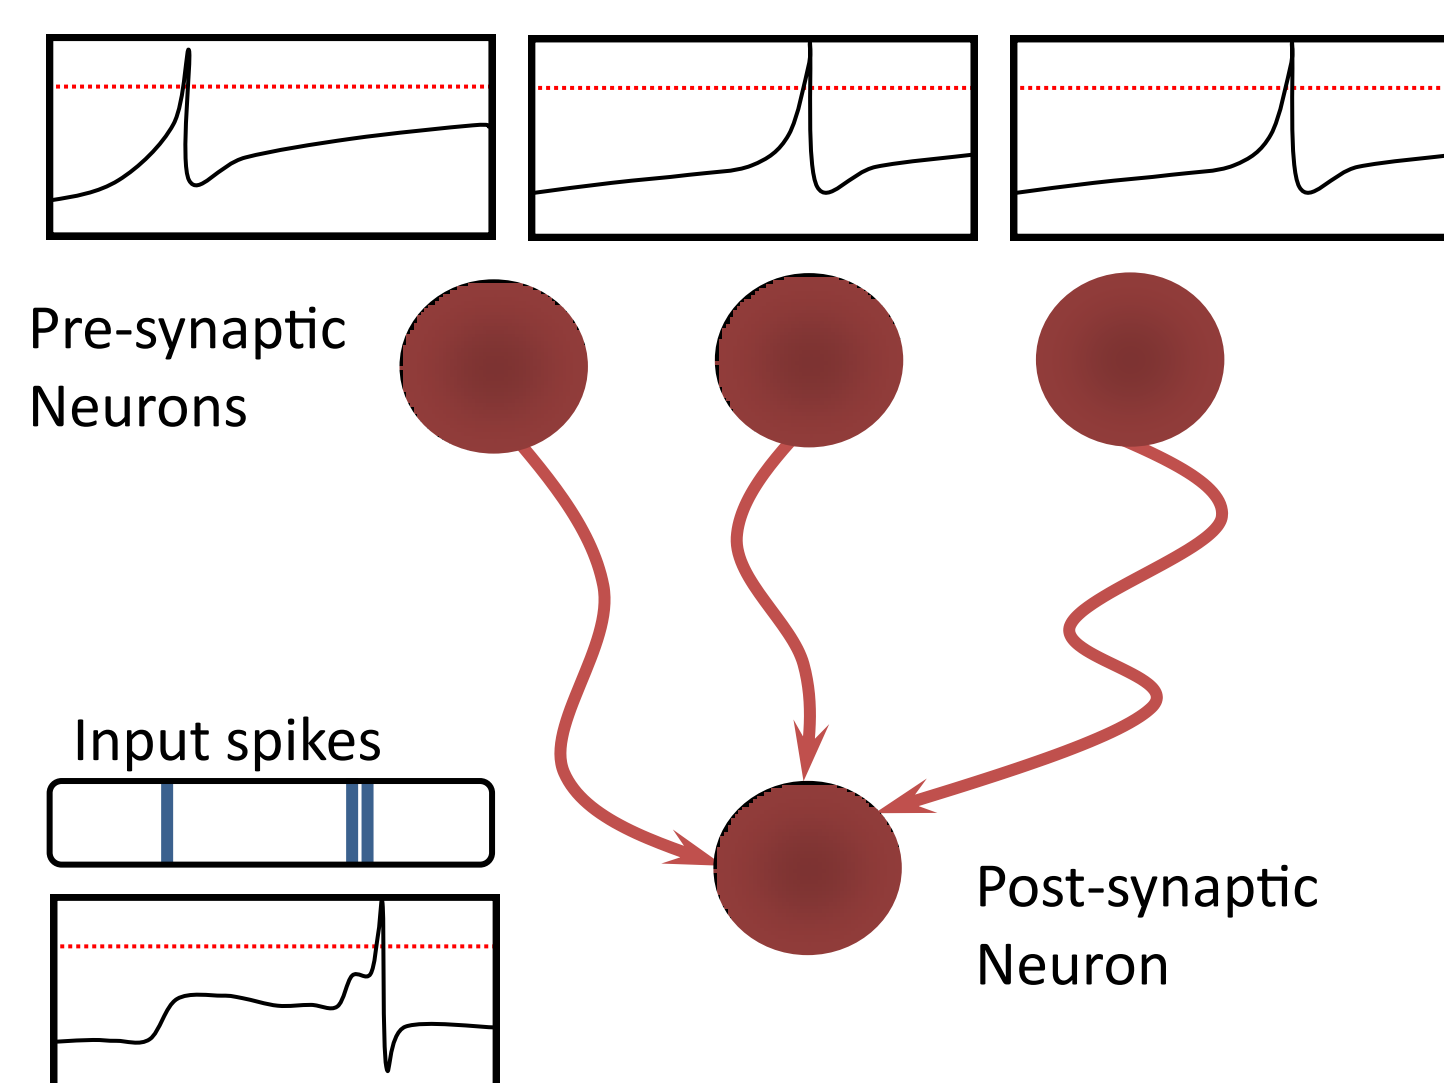 Pre-synaptic
Neurons
Input spikes
Post-synaptic
Neuron